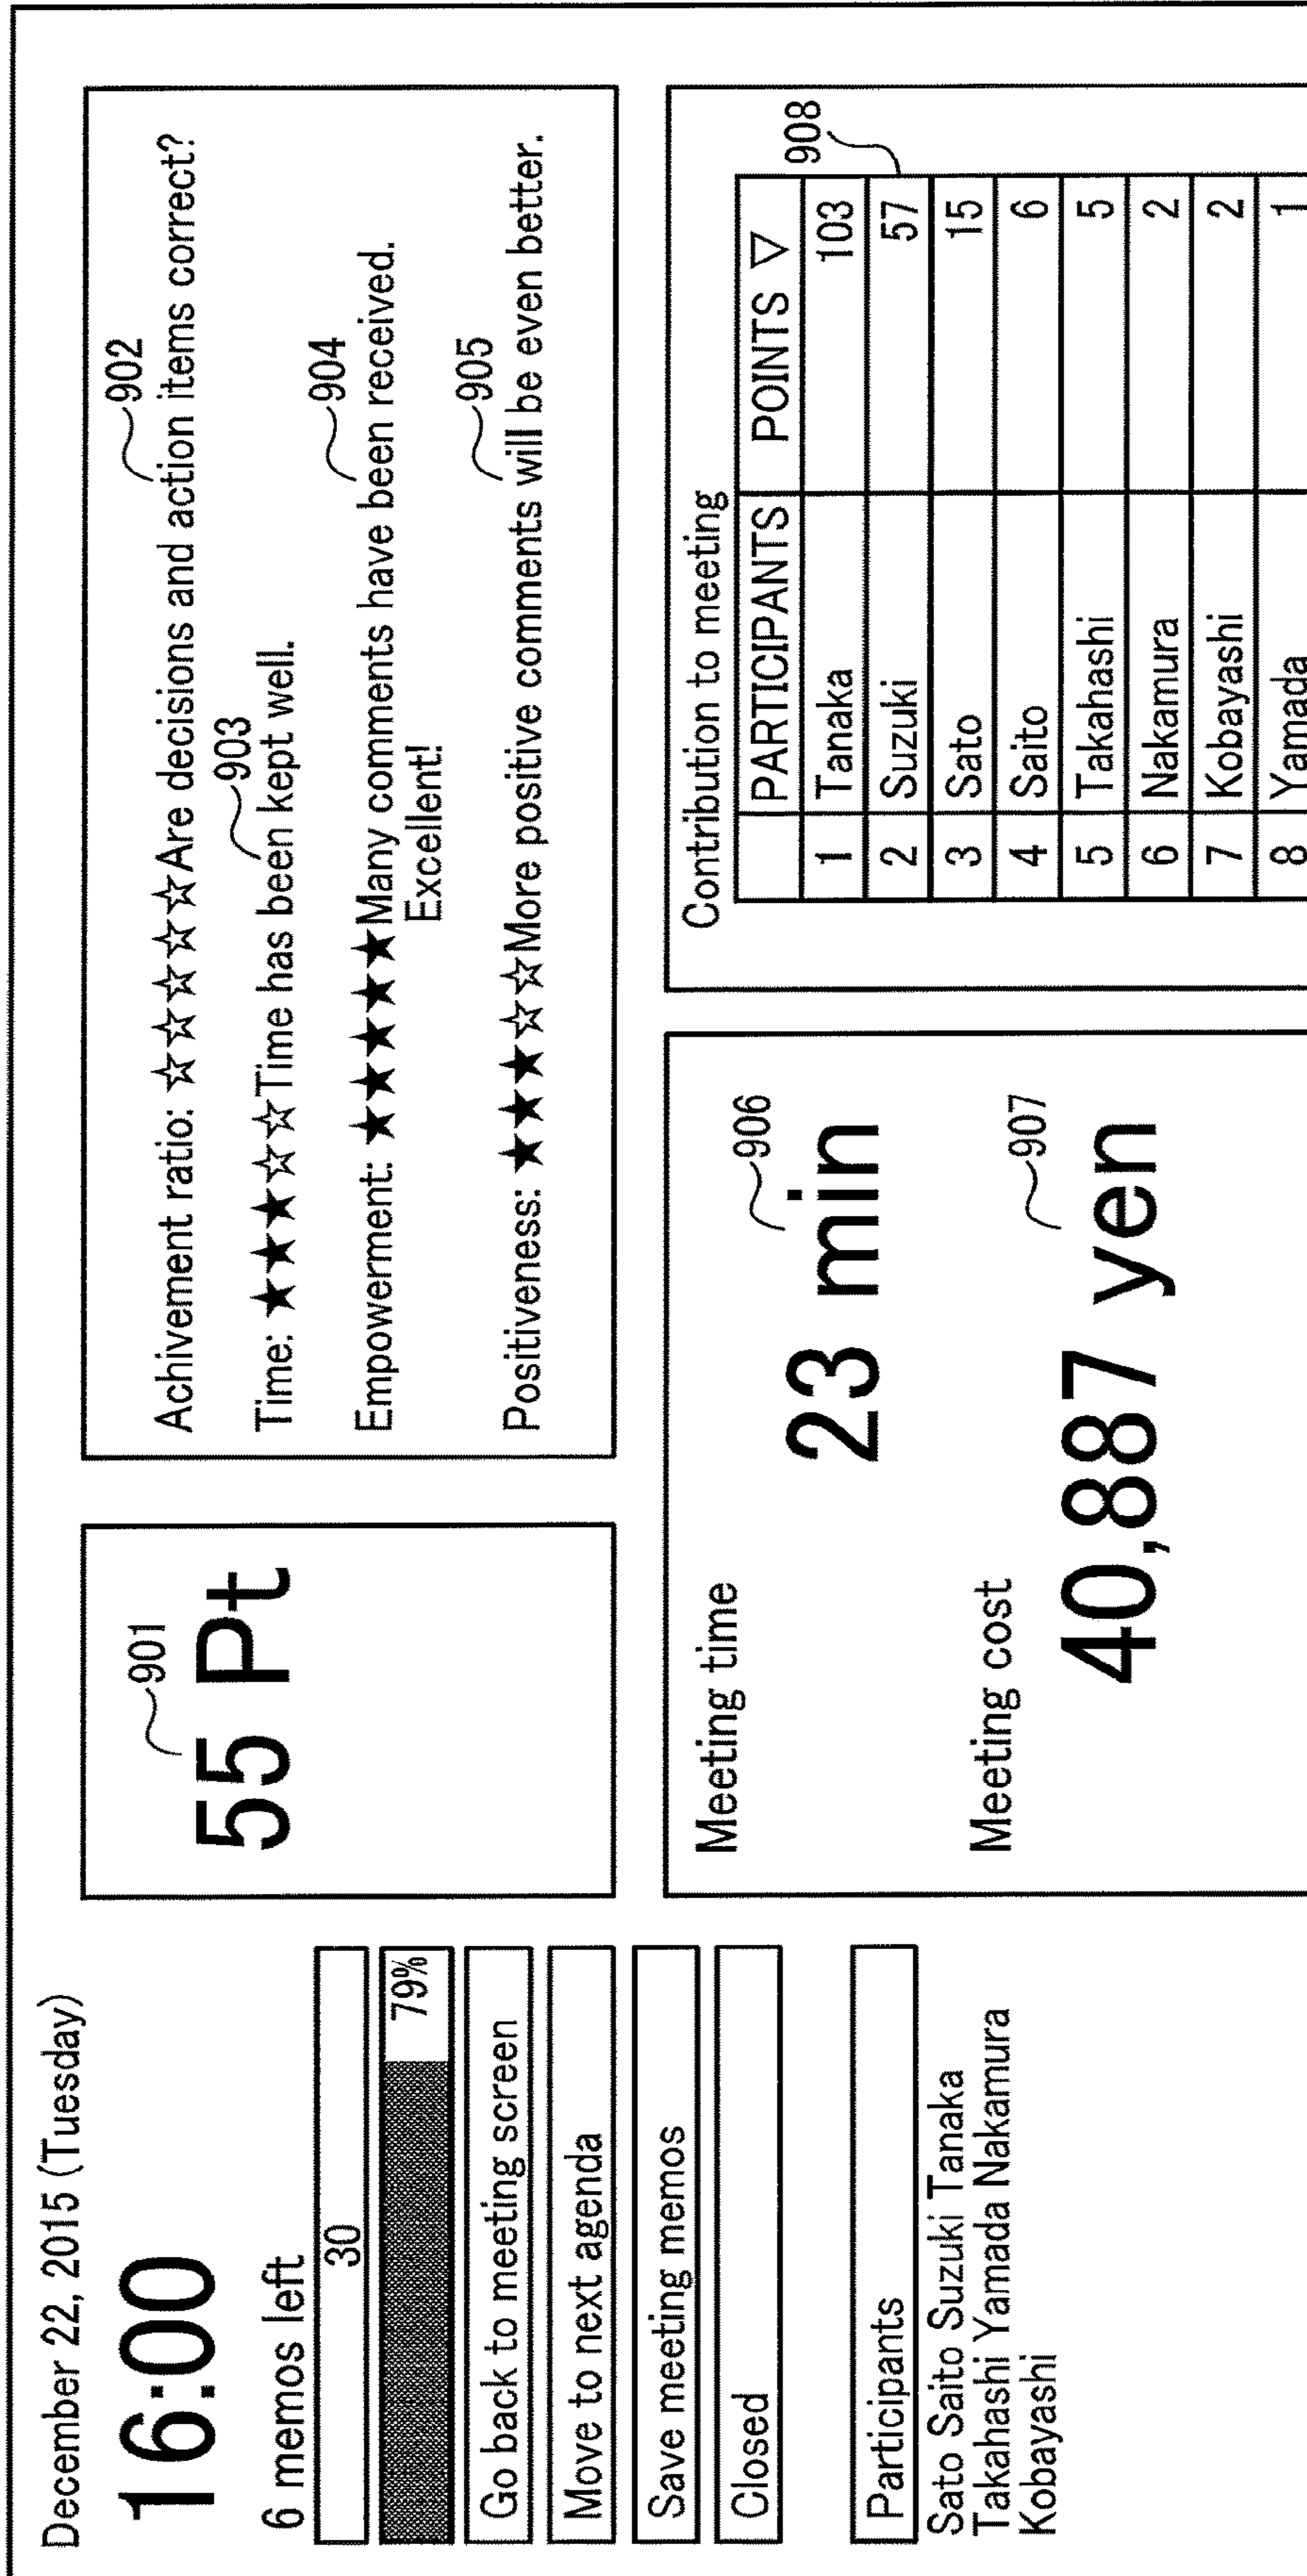 December 22, 2015 (Tuesday)
16:00
6 memos left
30
79%
Go back to meeting screen
Move to next agenda
Save meeting memos
Closed
Participants
Sato Saito Suzuki Tanaka
Takahashi Yamada Nakamura
Kobayashi
901
55 Pt
902
Achivement ratio: ☆☆☆☆☆Are decisions and action items correct?
903
Time: ★★★☆☆Time has been kept well.
904
Empowerment: ★★★★★Many comments have been received.
Excellent!
905
Positiveness: ★★★☆☆More positive comments will be even better.
Meeting time
906
23 min
Meeting cost
907
40,887 yen
Contribution to meeting
PARTICIPANTS POINTS ▽
908
1 Tanaka 103
2 Suzuki 57
3 Sato 15
4 Saito 6
5 Takahashi 5
6 Nakamura 2
7 Kobayashi 2
8 Yamada 1